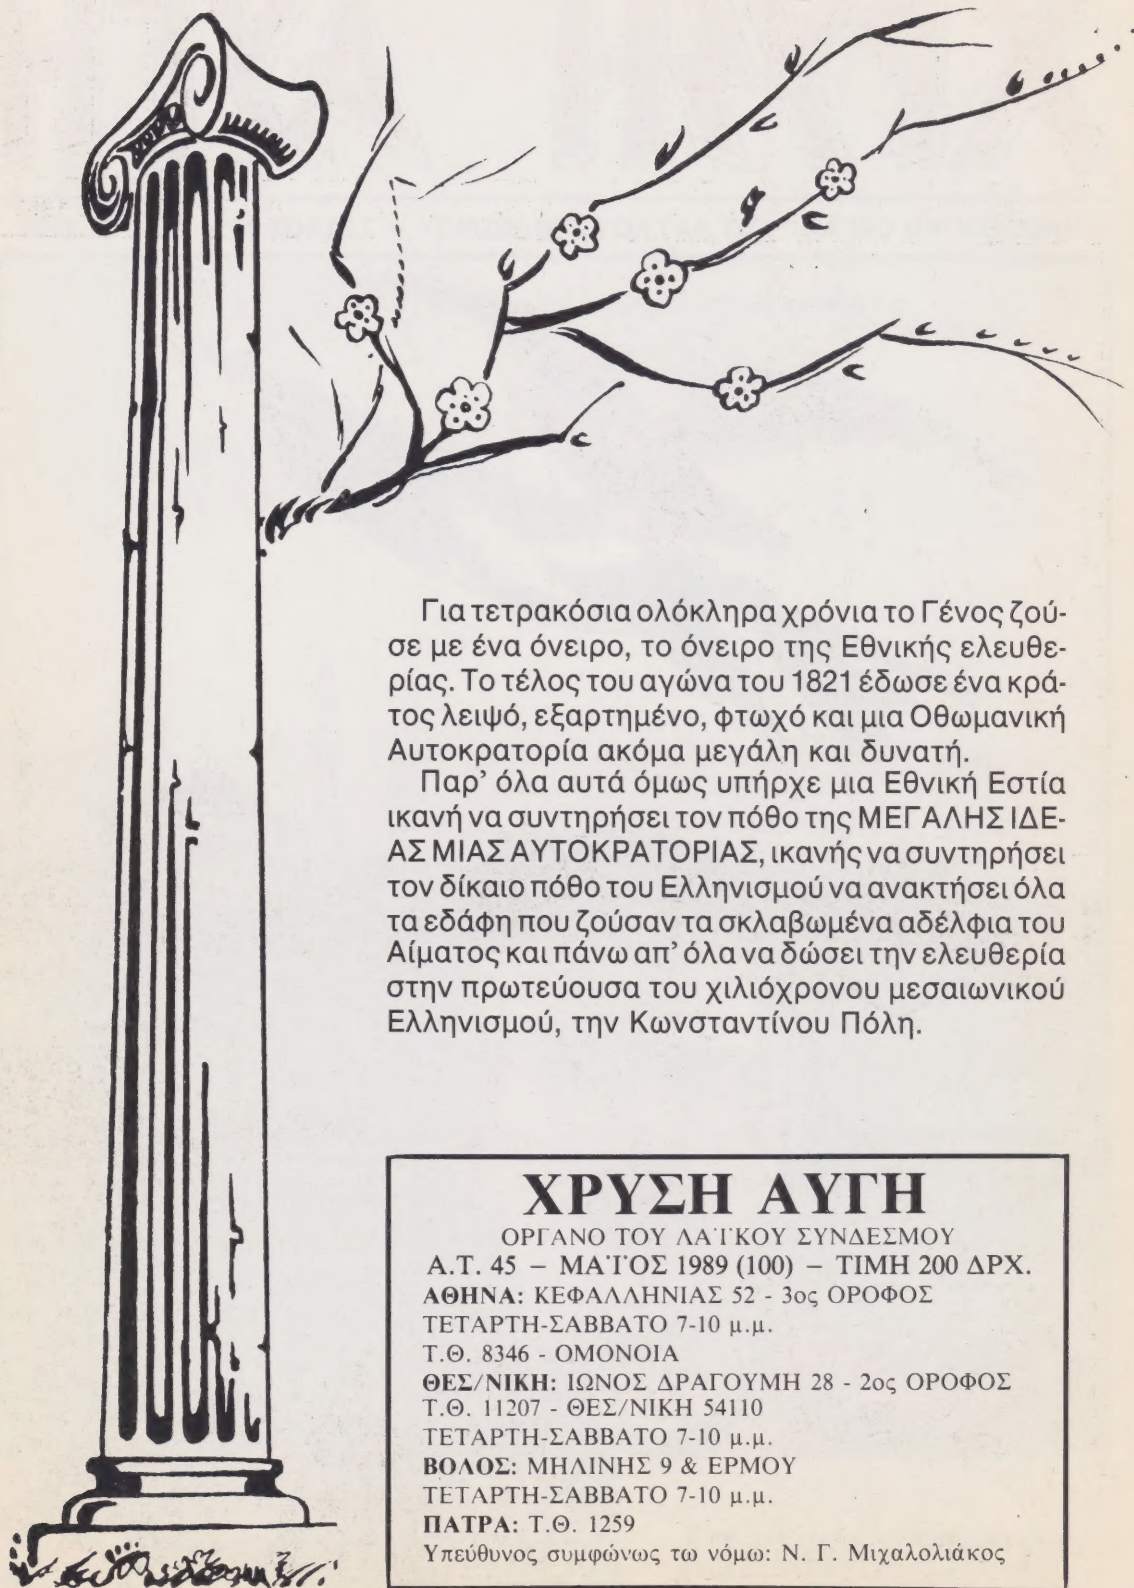 Για τετρακόσια ολόκληρα χρόνια το Γένος ζού-
σε με ένα όνειρο, το όνειρο της Εθνικής ελευθε-
ρίας. Το τέλος του αγώνα του 1821 έδωσε ένα κρά-
τος λειψό, εξαρτημένο, φτωχό και μια Οθωμανική
Αυτοκρατορία ακόμα μεγάλη και δυνατή.
Παρ' όλα αυτά όμως υπήρχε μια Εθνική Εστία
ικανή να συντηρήσει τον πόθο της ΜΕΓΑΛΗΣ ΙΔΕ-
ΑΣ ΜΙΑΣ ΑΥΤΟΚΡΑΤΟΡΙΑΣ, ικανής να συντηρήσει
τον δίκαιο πόθο του Ελληνισμού να ανακτήσει όλα
τα εδάφη που ζούσαν τα σκλαβωμένα αδέλφια του
Αίματος και πάνω απ' όλα να δώσει την ελευθερία
στην πρωτεύουσα του χιλιόχρονου μεσαιωνικού
Ελληνισμού, την Κωνσταντίνου Πόλη.
ΧΡΥΣΗ ΑΥΓΗ
ΟΡΓΑΝΟ ΤΟΥ ΛΑΪΚΟΥ ΣΥΝΔΕΣΜΟΥ
Α.Τ. 45 – ΜΑΪΟΣ 1989 (100) – ΤΙΜΗ 200 ΔΡΧ.
ΑΘΗΝΑ: ΚΕΦΑΛΛΗΝΙΑΣ 52 - 3ος ΟΡΟΦΟΣ
ΤΕΤΑΡΤΗ-ΣΑΒΒΑΤΟ 7-10 μ.μ.
Τ.Θ. 8346 - ΟΜΟΝΟΙΑ
ΘΕΣ/ΝΙΚΗ: ΙΩΝΟΣ ΔΡΑΓΟΥΜΗ 28 - 2ος ΟΡΟΦΟΣ
Τ.Θ. 11207 - ΘΕΣ/ΝΙΚΗ 54110
ΤΕΤΑΡΤΗ-ΣΑΒΒΑΤΟ 7-10 μ.μ.
ΒΟΛΟΣ: ΜΗΛΙΝΗΣ 9 & ΕΡΜΟΥ
ΤΕΤΑΡΤΗ-ΣΑΒΒΑΤΟ 7-10 μ.μ.
ΠΑΤΡΑ: Τ.Θ. 1259
Υπεύθυνος συμφώνως τω νόμω: Ν. Γ. Μιχαλολιάκος